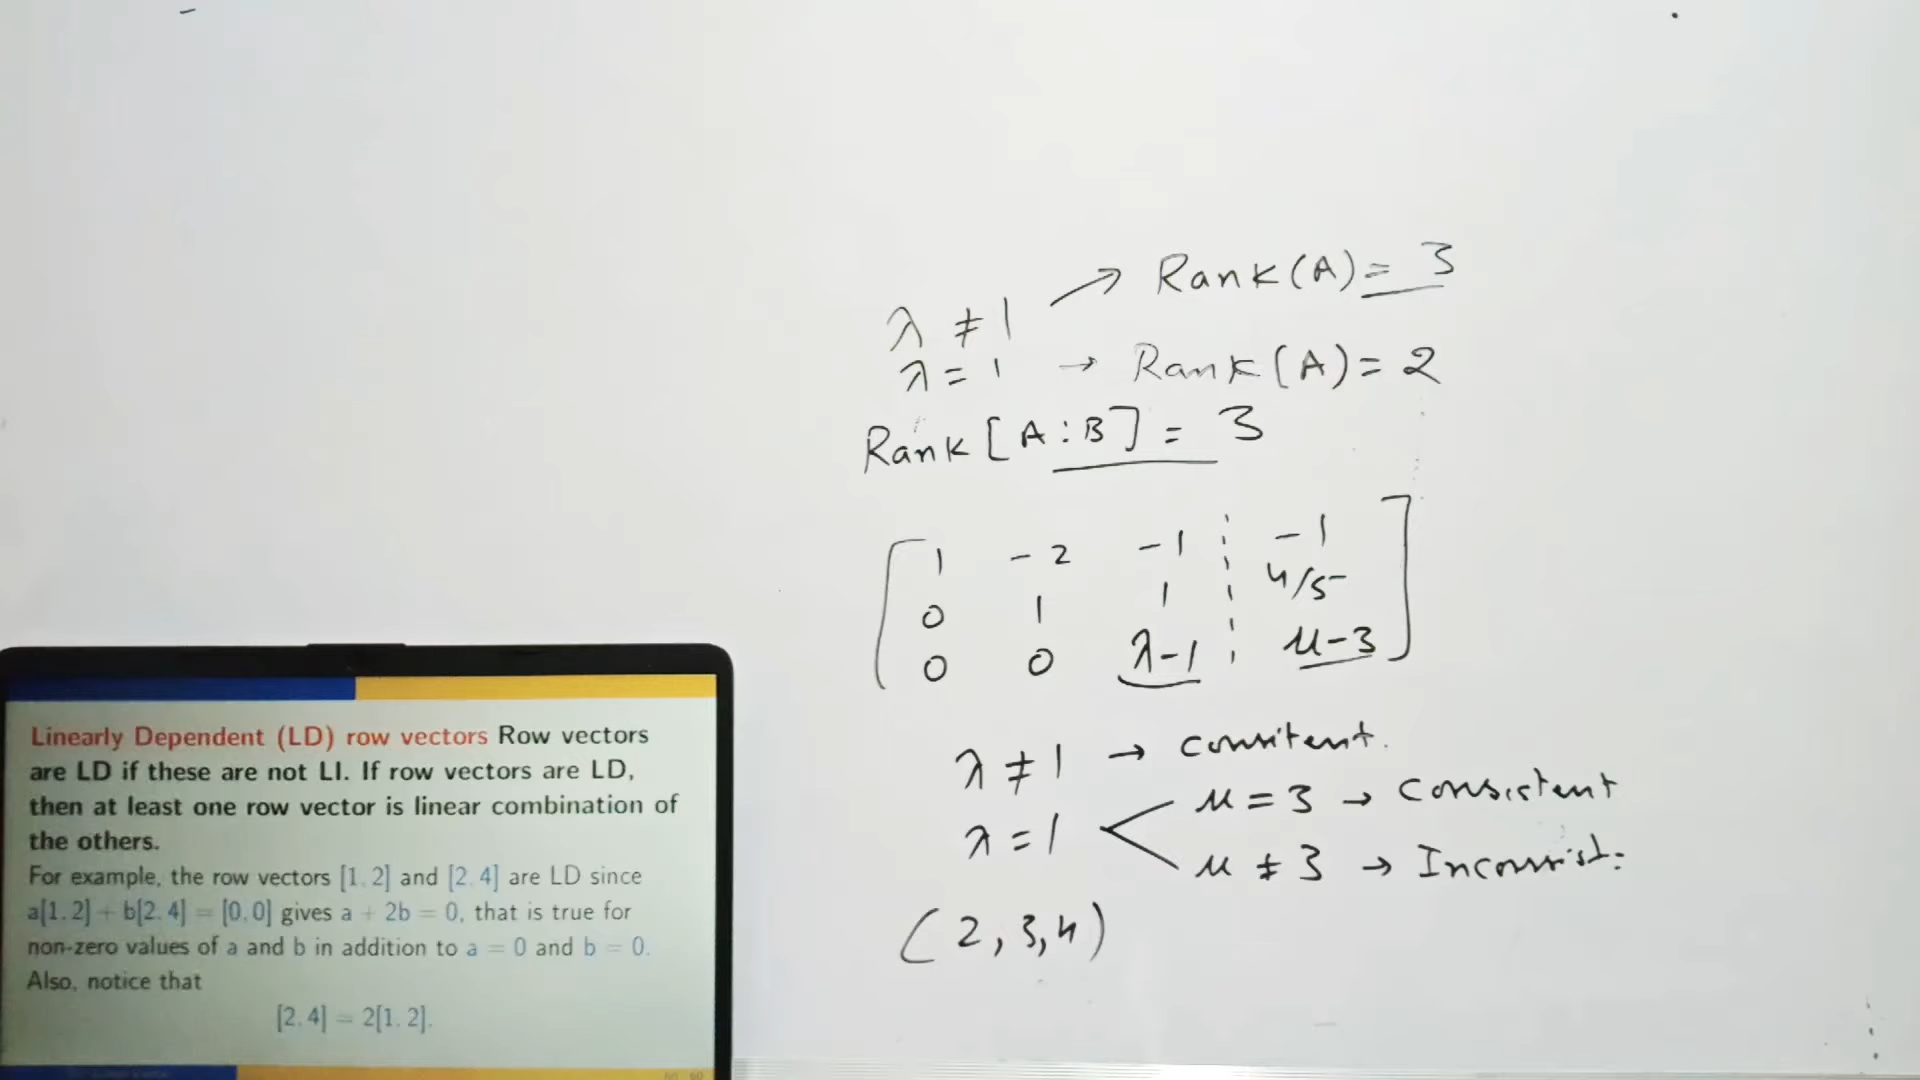 λ ≠ 1 → Rank(A) = 3
λ = 1 → Rank(A) = 2
Rank [A : B] = 3
1 -2 -1 -1
0 1 1 4/5
0 0 λ-1 μ-3
λ ≠ 1 → consitent.
λ = 1
μ = 3 → Consistent
μ ≠ 3 → Inconsist:
(2, 3, 4)
Linearly Dependent (LD) row vectors Row vectors
are LD if these are not LI. If row vectors are LD,
then at least one row vector is linear combination of
the others.
For example, the row vectors [1, 2] and [2, 4] are LD since
a[1, 2] + b[2, 4] = [0, 0] gives a + 2b = 0, that is true for
non-zero values of a and b in addition to a = 0 and b = 0.
Also, notice that
[2, 4] = 2[1, 2].